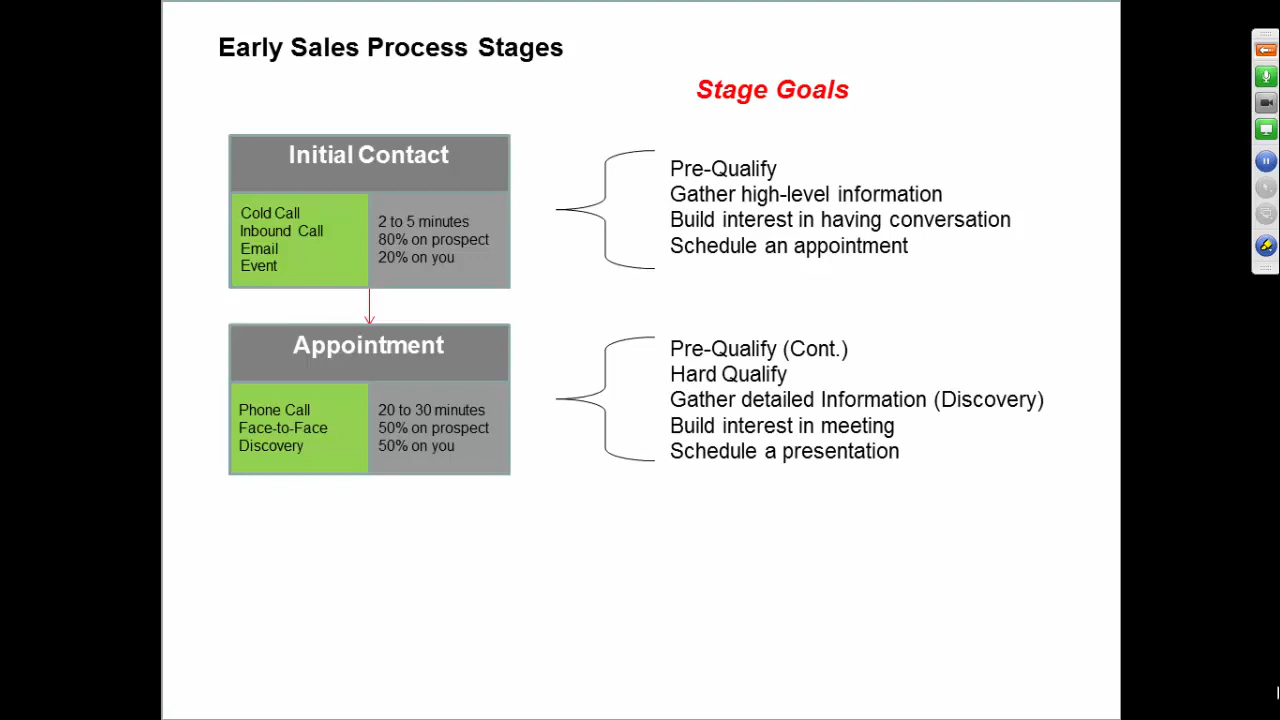 Early Sales Process Stages
Stage Goals
Initial Contact
Cold Call
Inbound Call
Email
Event
2 to 5 minutes
80% on prospect
20% on you
Pre-Qualify
Gather high-level information
Build interest in having conversation
Schedule an appointment
Appointment
Phone Call
Face-to-Face
Discovery
20 to 30 minutes
50% on prospect
50% on you
Pre-Qualify (Cont.)
Hard Qualify
Gather detailed Information (Discovery)
Build interest in meeting
Schedule a presentation